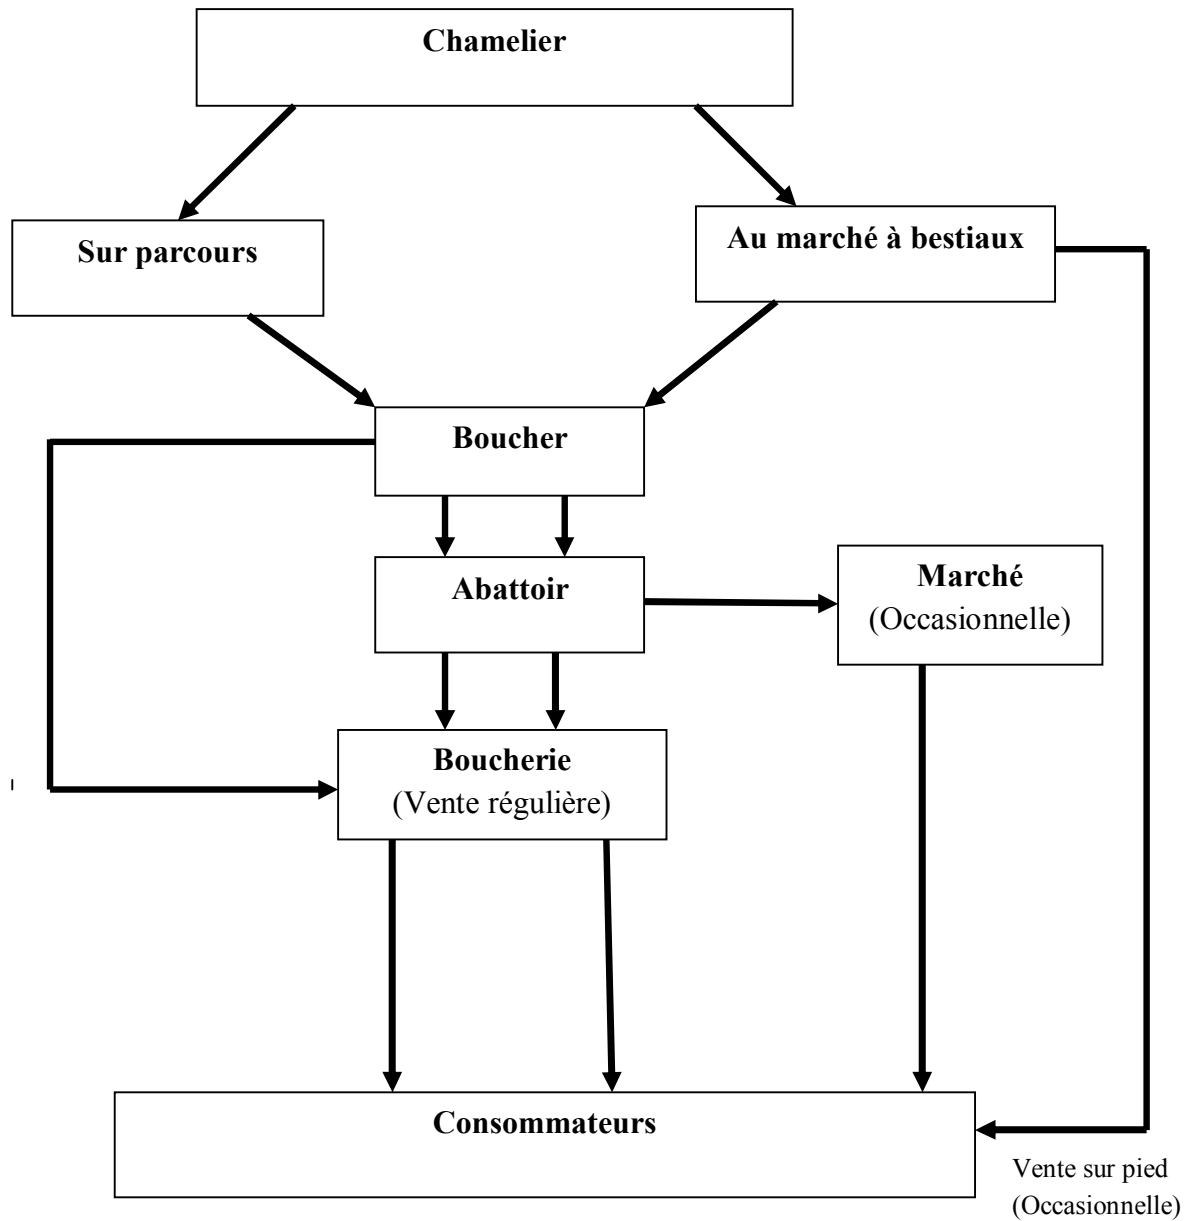 Chamelier
Sur parcours
Au marché à bestiaux
Boucher
Abattoir
Marché
(Occasionnelle)
Boucherie
(Vente régulière)
Consommateurs
Vente sur pied
(Occasionnelle)